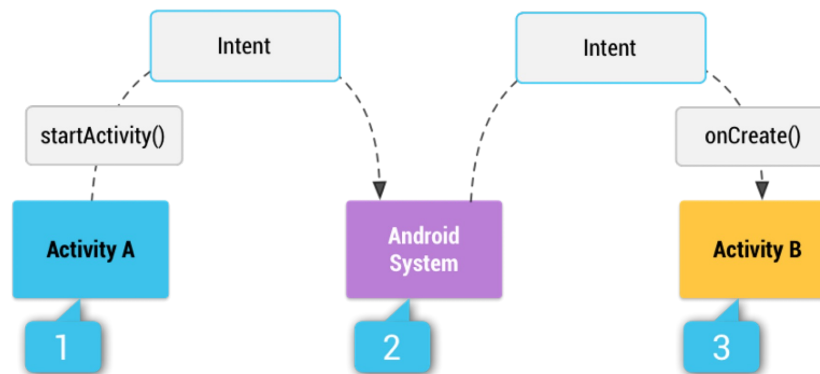 Intent
Intent
startActivity()
onCreate()
Activity A
Android
System
Activity B
1
2
3